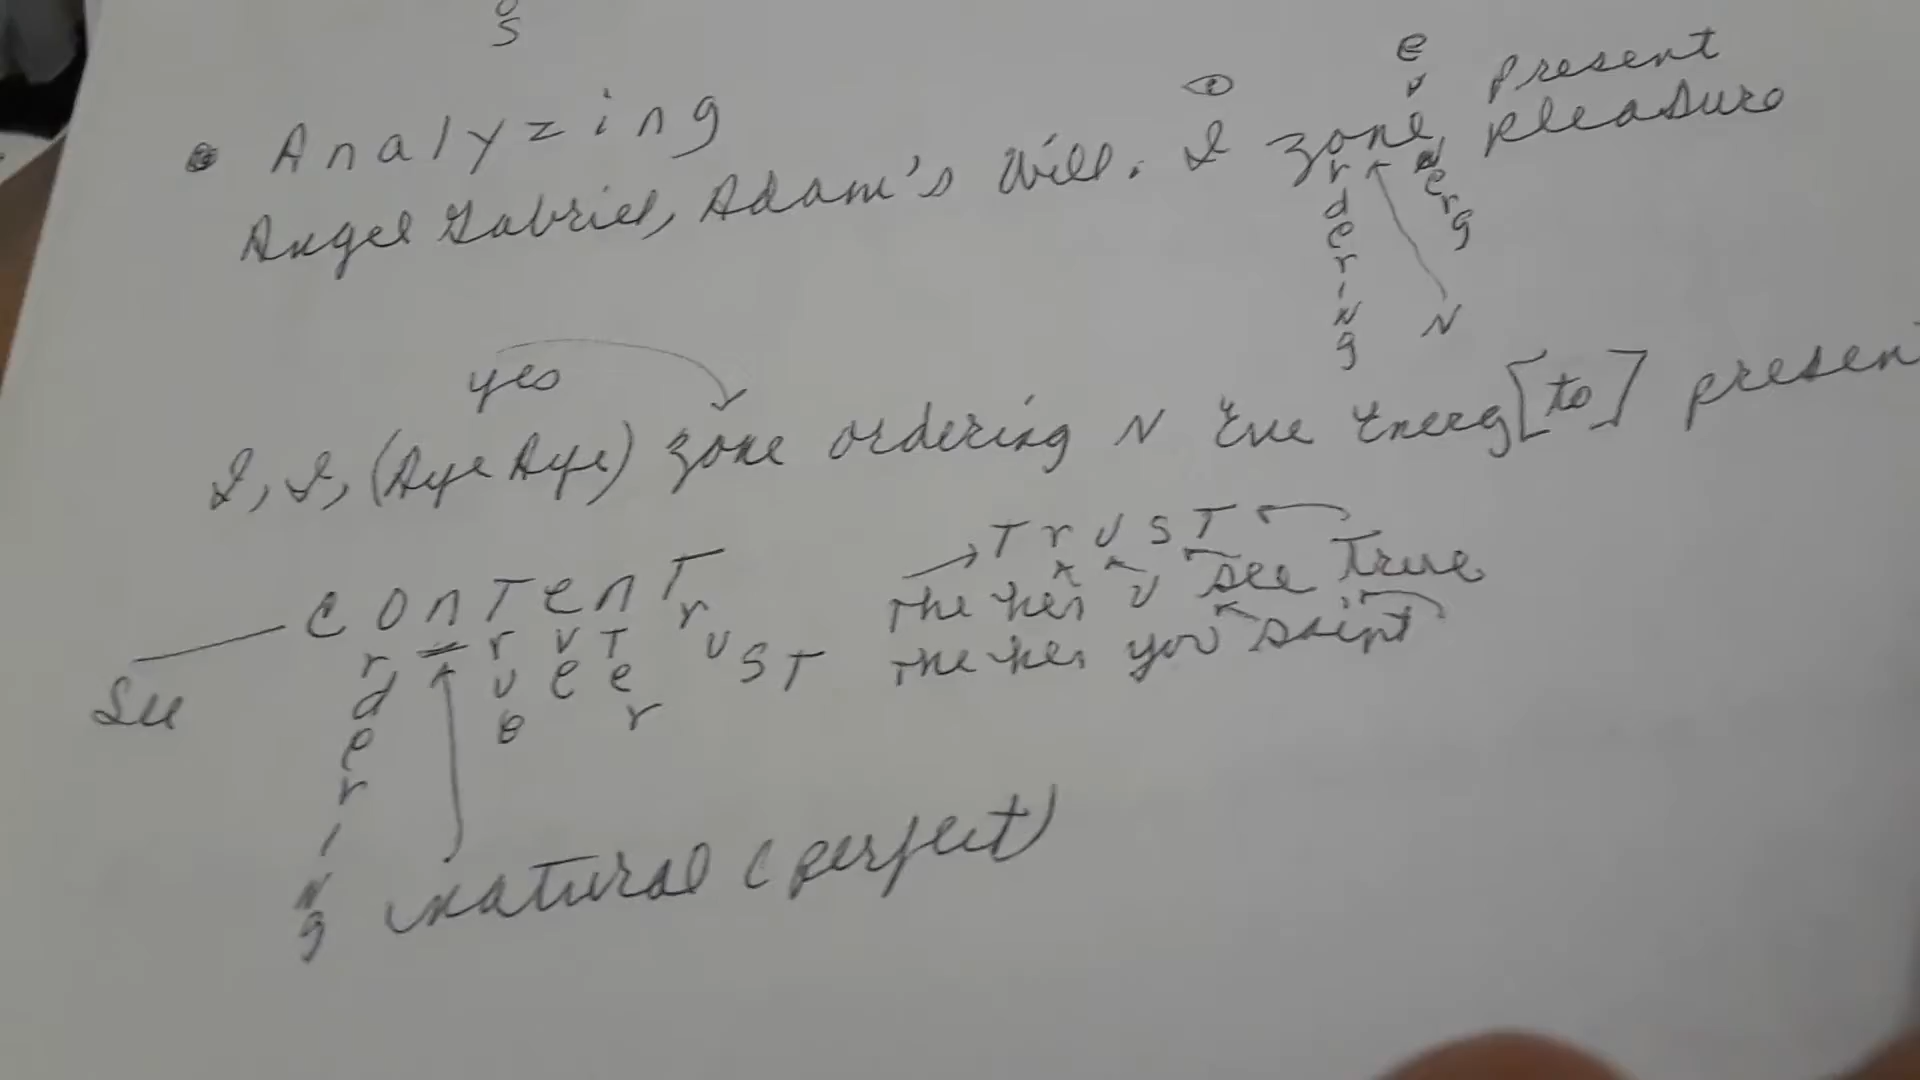 s
Analyzing
e
v
present
Angel Gabriel, Adam's Will. I zone, pleasure
r
d
e
r
i
N
g
e
r
g
N
yes
I, I, (Aye Aye) zone ordering N Eve Energ[to] presen
TrUST
See ConTenT
The her U see True
r
d
e
r
i
N
g
r
u
e
v
e
T
e
r
r
U
S
T
The her you saint
natural (perfect)